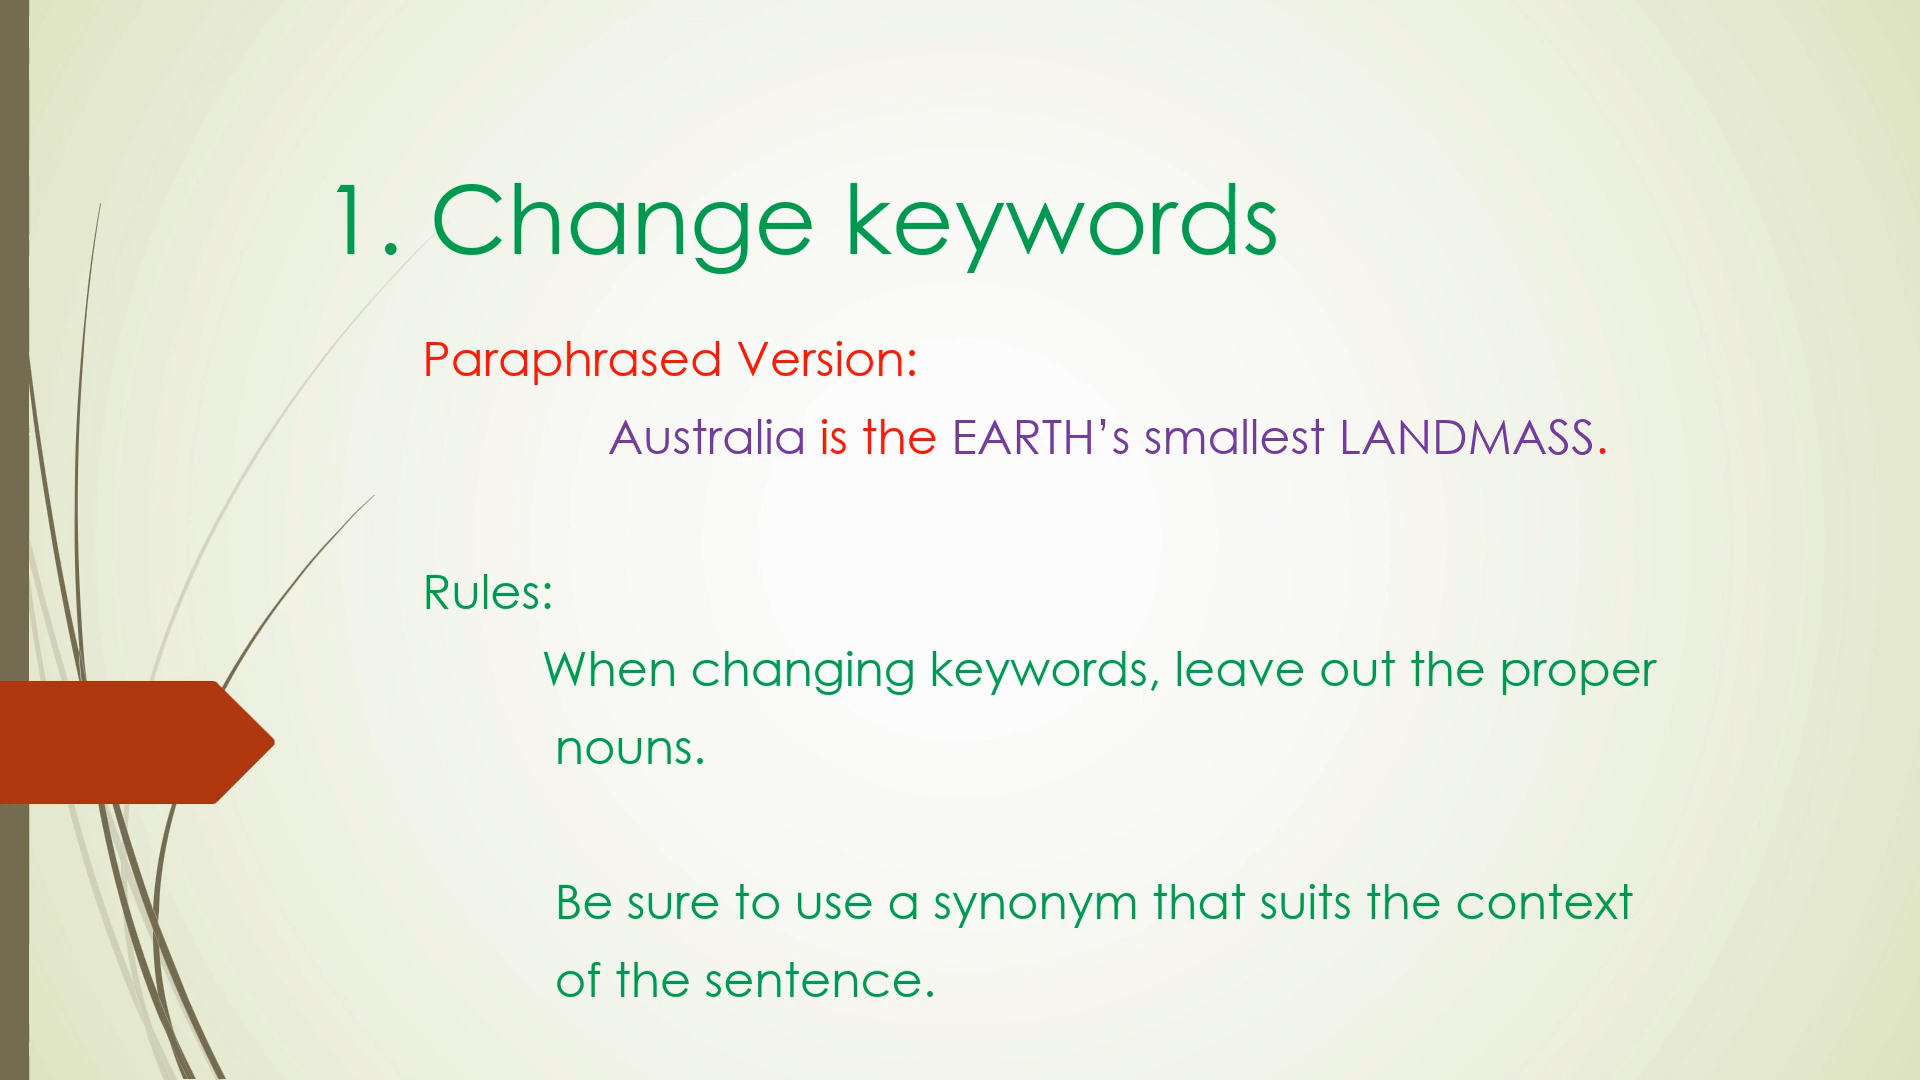 1. Change keywords
Paraphrased Version:
Australia is the EARTH’s smallest LANDMASS.
Rules:
When changing keywords, leave out the proper
nouns.
Be sure to use a synonym that suits the context
of the sentence.